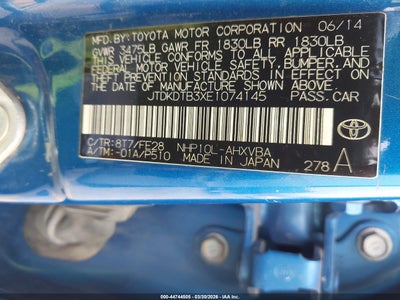 MFD.BY:TOYOTA MOTOR CORPORATION 06/14
GVWR 3475LB GAWR FR 1830LB RR 1830LB
THIS VEHICLE CONFORMS TO ALL APPLICABLE
FEDERAL MOTOR VEHICLE SAFETY, BUMPER, AND
THEFT PREVENTION STANDARDS IN EFFECT ON
THE DATE OF MANUFACTURE SHOWN ABOVE.
JTDKDTB3XE1074145 PASS.CAR
C/TR:8T7/FE28 NHP10L-AHXVBA
A/TM:-01A/P510 MADE IN JAPAN
278 A
TOYOTA
000-44744505 - 03/30/2026 - IAA Inc.